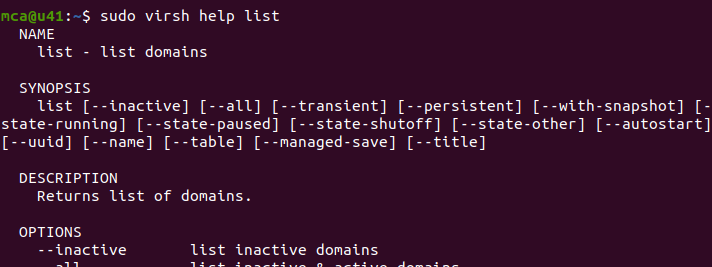 mca@u41:~$ sudo virsh help list
NAME
list - list domains
SYNOPSIS
list [--inactive] [--all] [--transient] [--persistent] [--with-snapshot] [-
state-running] [--state-paused] [--state-shutoff] [--state-other] [--autostart]
[--uuid] [--name] [--table] [--managed-save] [--title]
DESCRIPTION
Returns list of domains.
OPTIONS
--inactive list inactive domains
--all list inactive & active domains